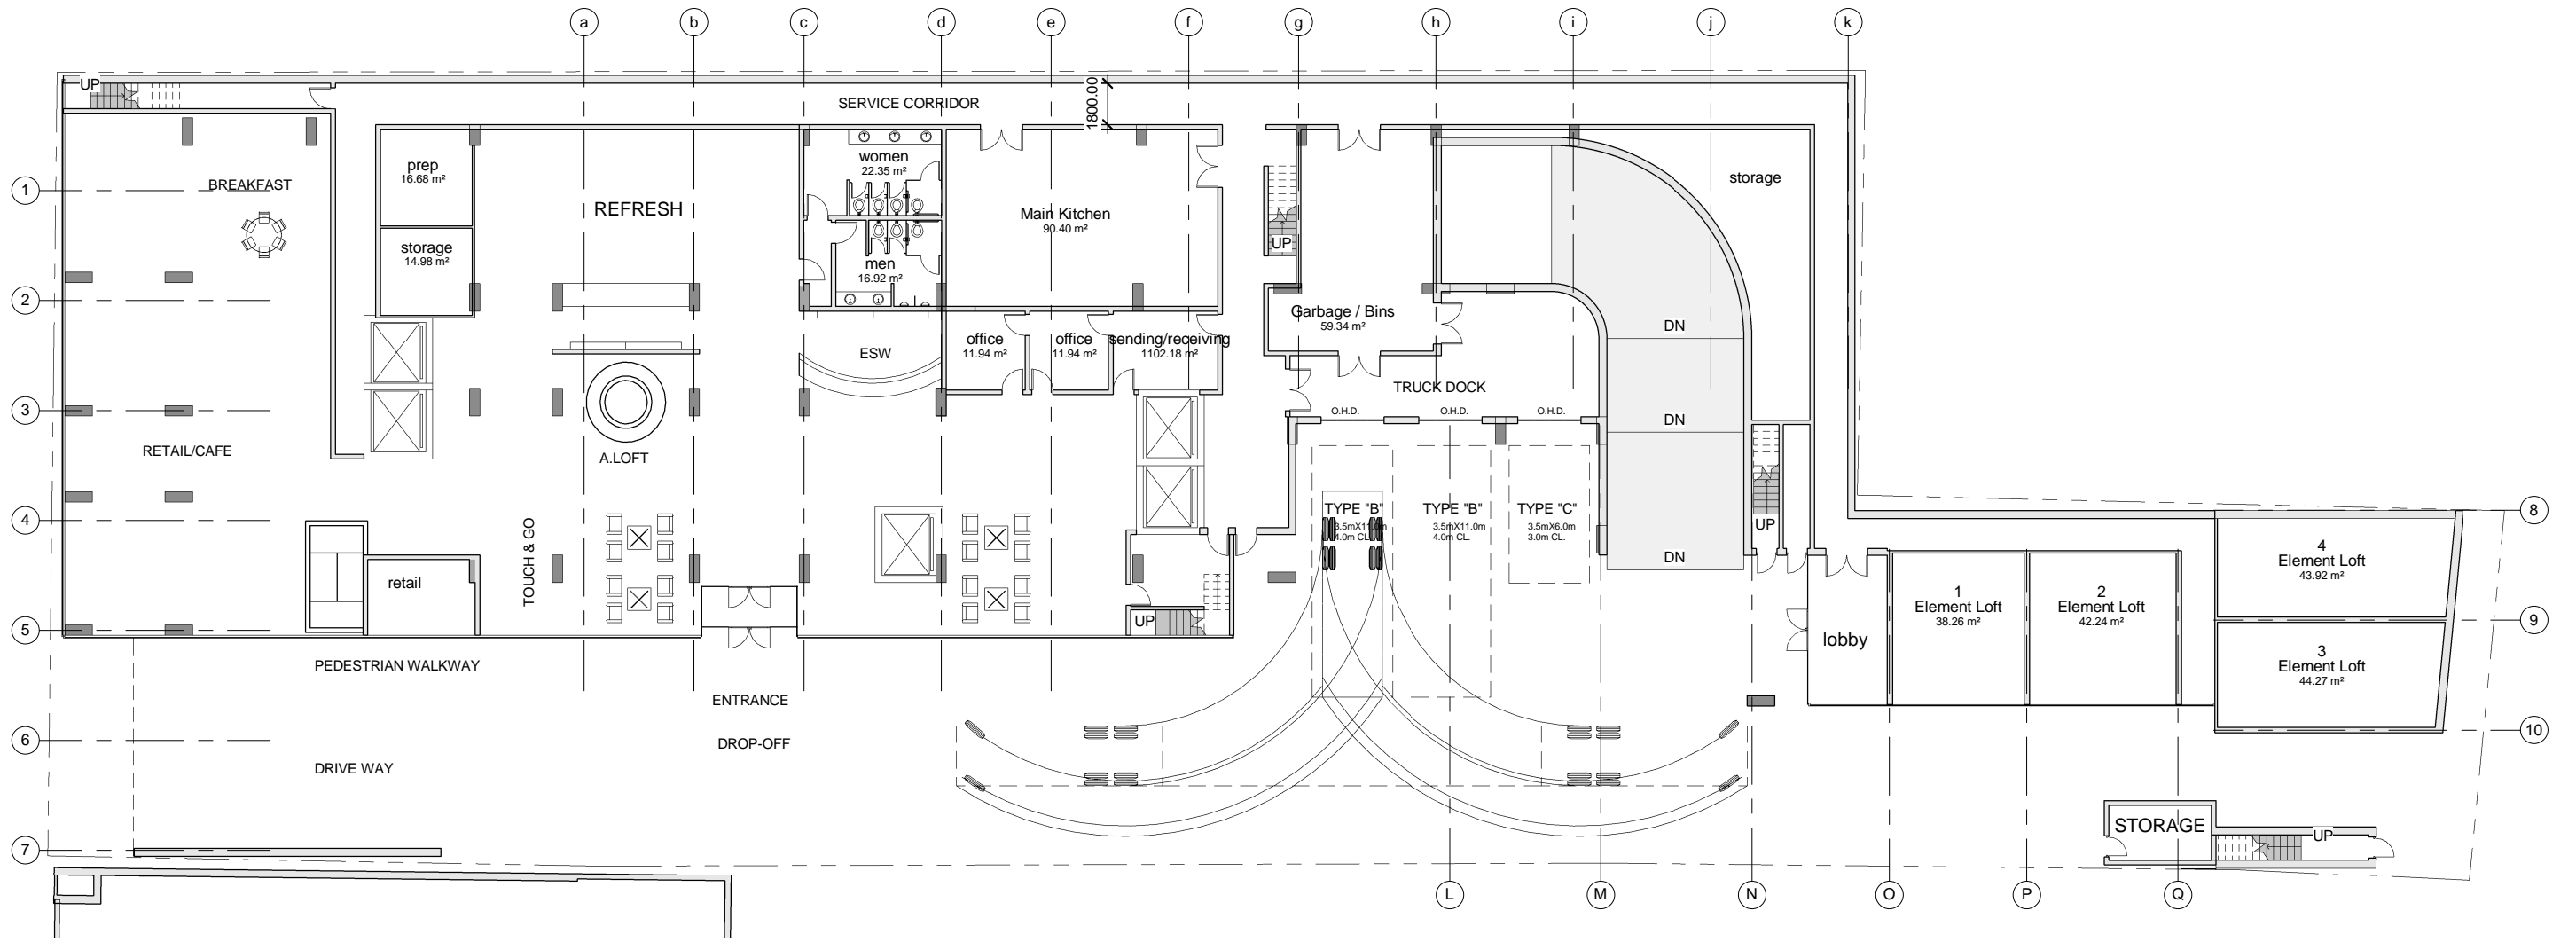 a b c d e f g h i j k
UP
SERVICE CORRIDOR
1800.00
1
BREAKFAST
prep
16.68 m²
REFRESH
women
22.35 m²
Main Kitchen
90.40 m²
storage
storage
14.98 m²
men
16.92 m²
UP
2
Garbage / Bins
59.34 m²
DN
ESW
office
11.94 m²
office
11.94 m²
sending/receiving
1102.18 m²
TRUCK DOCK
3
O.H.D. O.H.D. O.H.D.
DN
RETAIL/CAFE
A.LOFT
4
TOUCH & GO
TYPE "B"
3.5mX11.0m
4.0m CL.
TYPE "B"
3.5mX11.0m
4.0m CL.
TYPE "C"
3.5mX6.0m
3.0m CL.
UP
8
DN
retail
4
Element Loft
43.92 m²
1
Element Loft
38.26 m²
2
Element Loft
42.24 m²
5
UP
9
lobby
3
Element Loft
44.27 m²
PEDESTRIAN WALKWAY
ENTRANCE
6
DROP-OFF
10
DRIVE WAY
STORAGE
UP
7
L M N O P Q